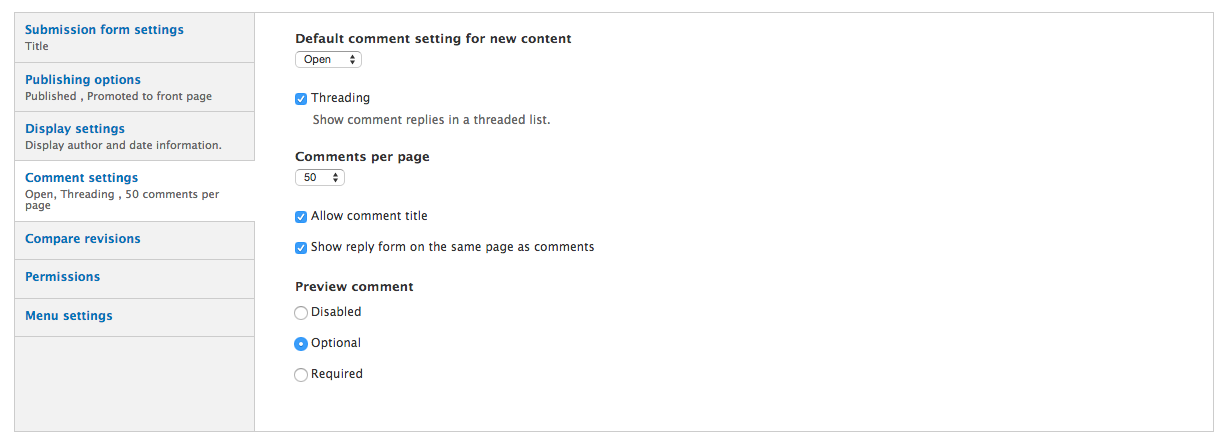 Submission form settings
Title
Publishing options
Published , Promoted to front page
Display settings
Display author and date information.
Comment settings
Open, Threading , 50 comments per
page
Compare revisions
Permissions
Menu settings
Default comment setting for new content
Open
Threading
Show comment replies in a threaded list.
Comments per page
50
Allow comment title
Show reply form on the same page as comments
Preview comment
Disabled
Optional
Required